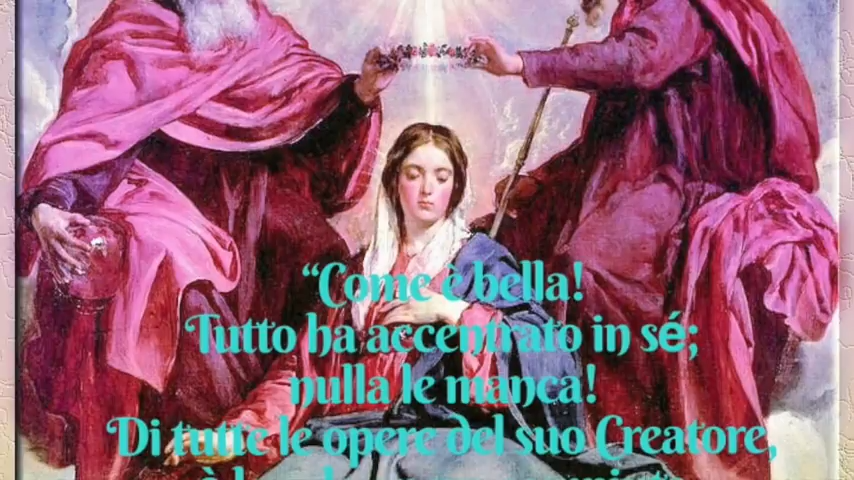 “Come è bella!
Tutto ha accentrato in sé;
nulla le manca!
Di tutte le opere del suo Creatore,
è